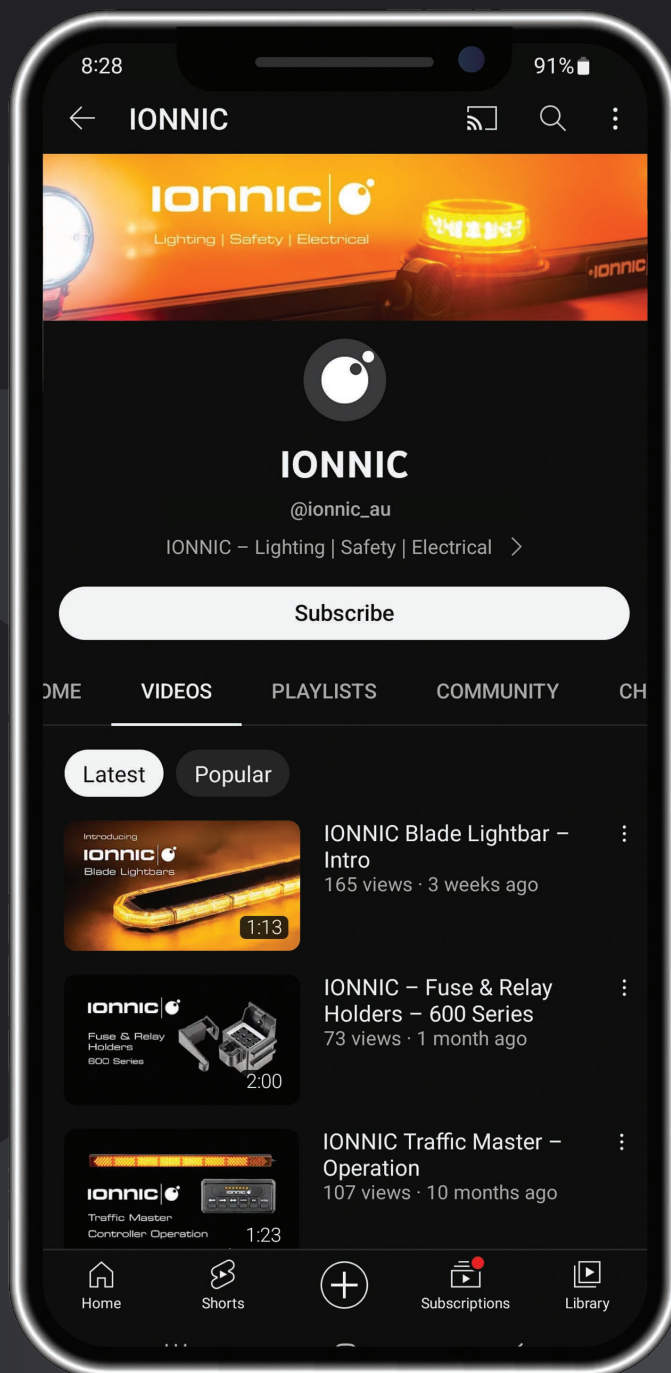 8:28
91%
IONNIC
IONNIC
Lighting | Safety | Electrical
IONNIC
IONNIC
@ionnic_au
IONNIC – Lighting | Safety | Electrical
Subscribe
OME VIDEOS PLAYLISTS COMMUNITY CH
Latest Popular
Introducing
IONNIC
Blade Lightbars
1:13
IONNIC Blade Lightbar –
Intro
165 views · 3 weeks ago
IONNIC
Fuse & Relay
Holders
600 Series
2:00
IONNIC – Fuse & Relay
Holders – 600 Series
73 views · 1 month ago
IONNIC
Traffic Master
Controller Operation
1:23
IONNIC Traffic Master –
Operation
107 views · 10 months ago
Home Shorts Subscriptions Library